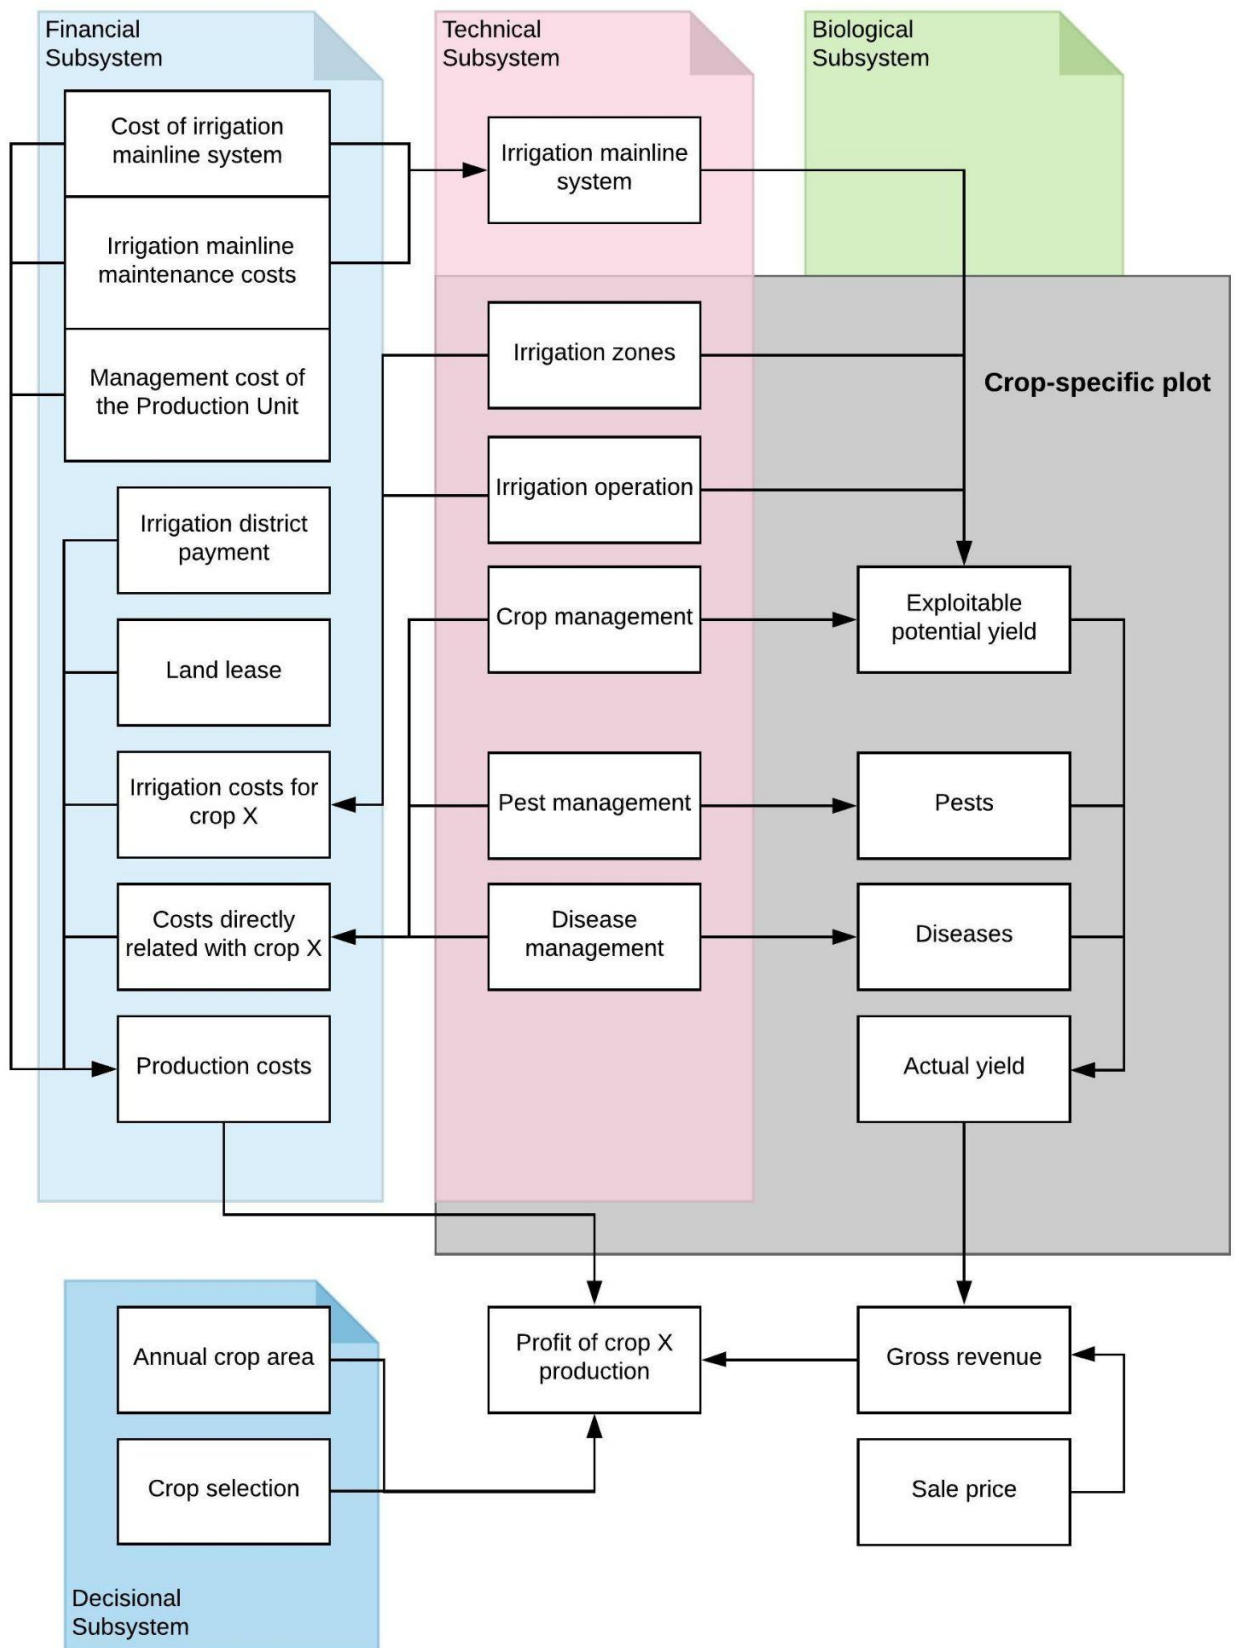 Financial
Subsystem
Technical
Subsystem
Biological
Subsystem
Cost of irrigation
mainline system
Irrigation mainline
system
Irrigation mainline
maintenance costs
Irrigation zones
Crop-specific plot
Management cost of
the Production Unit
Irrigation operation
Irrigation district
payment
Crop management
Exploitable
potential yield
Land lease
Irrigation costs for
crop X
Pest management
Pests
Costs directly
related with crop X
Disease
management
Diseases
Production costs
Actual yield
Annual crop area
Profit of crop X
production
Gross revenue
Crop selection
Sale price
Decisional
Subsystem